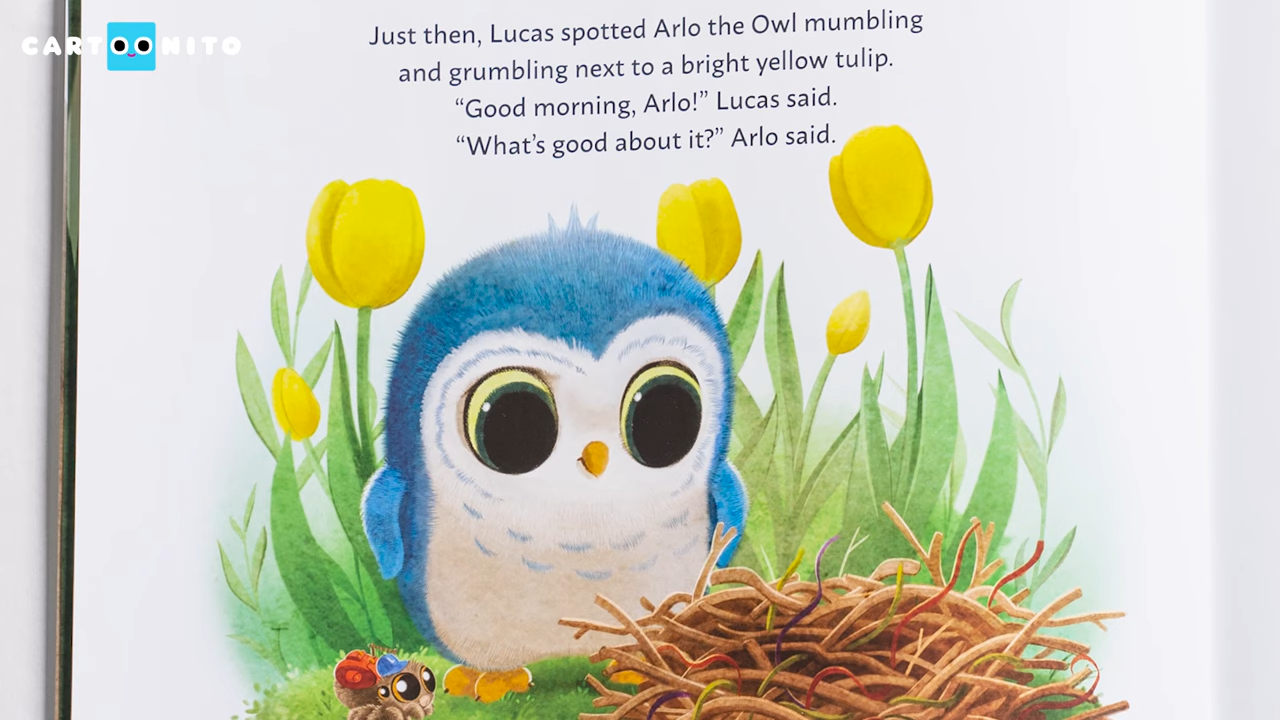 CARTOONITO
Just then, Lucas spotted Arlo the Owl mumbling
and grumbling next to a bright yellow tulip.
“Good morning, Arlo!” Lucas said.
“What’s good about it?” Arlo said.